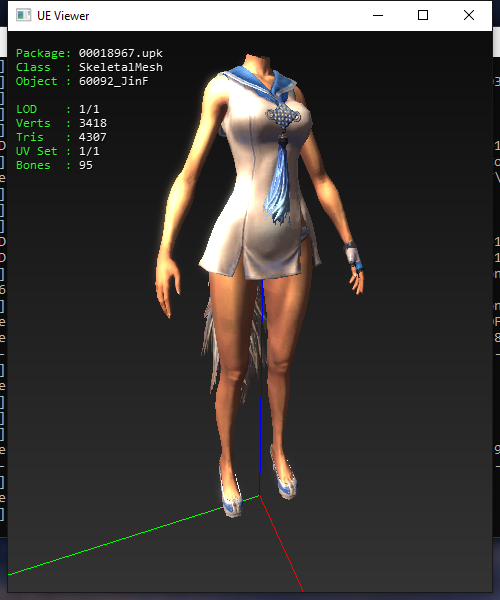 UE Viewer
Package: 00018967.upk
Class  : SkeletalMesh
Object : 60092_JinF
LOD    : 1/1
Verts  : 3418
Tris   : 4307
UV Set : 1/1
Bones  : 95